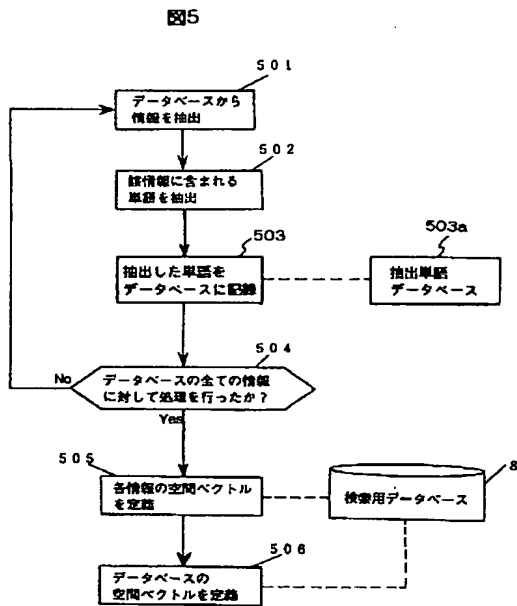 図5
501
データベースから
情報を抽出
502
該情報に含まれる
単語を抽出
503
抽出した単語を
データベースに記録
503a
抽出単語
データベース
504
データベースの全ての情報
に対して処理を行ったか？
No
Yes
505
各情報の空間ベクトル
を定義
8
検索用データベース
506
データベースの
空間ベクトルを定義